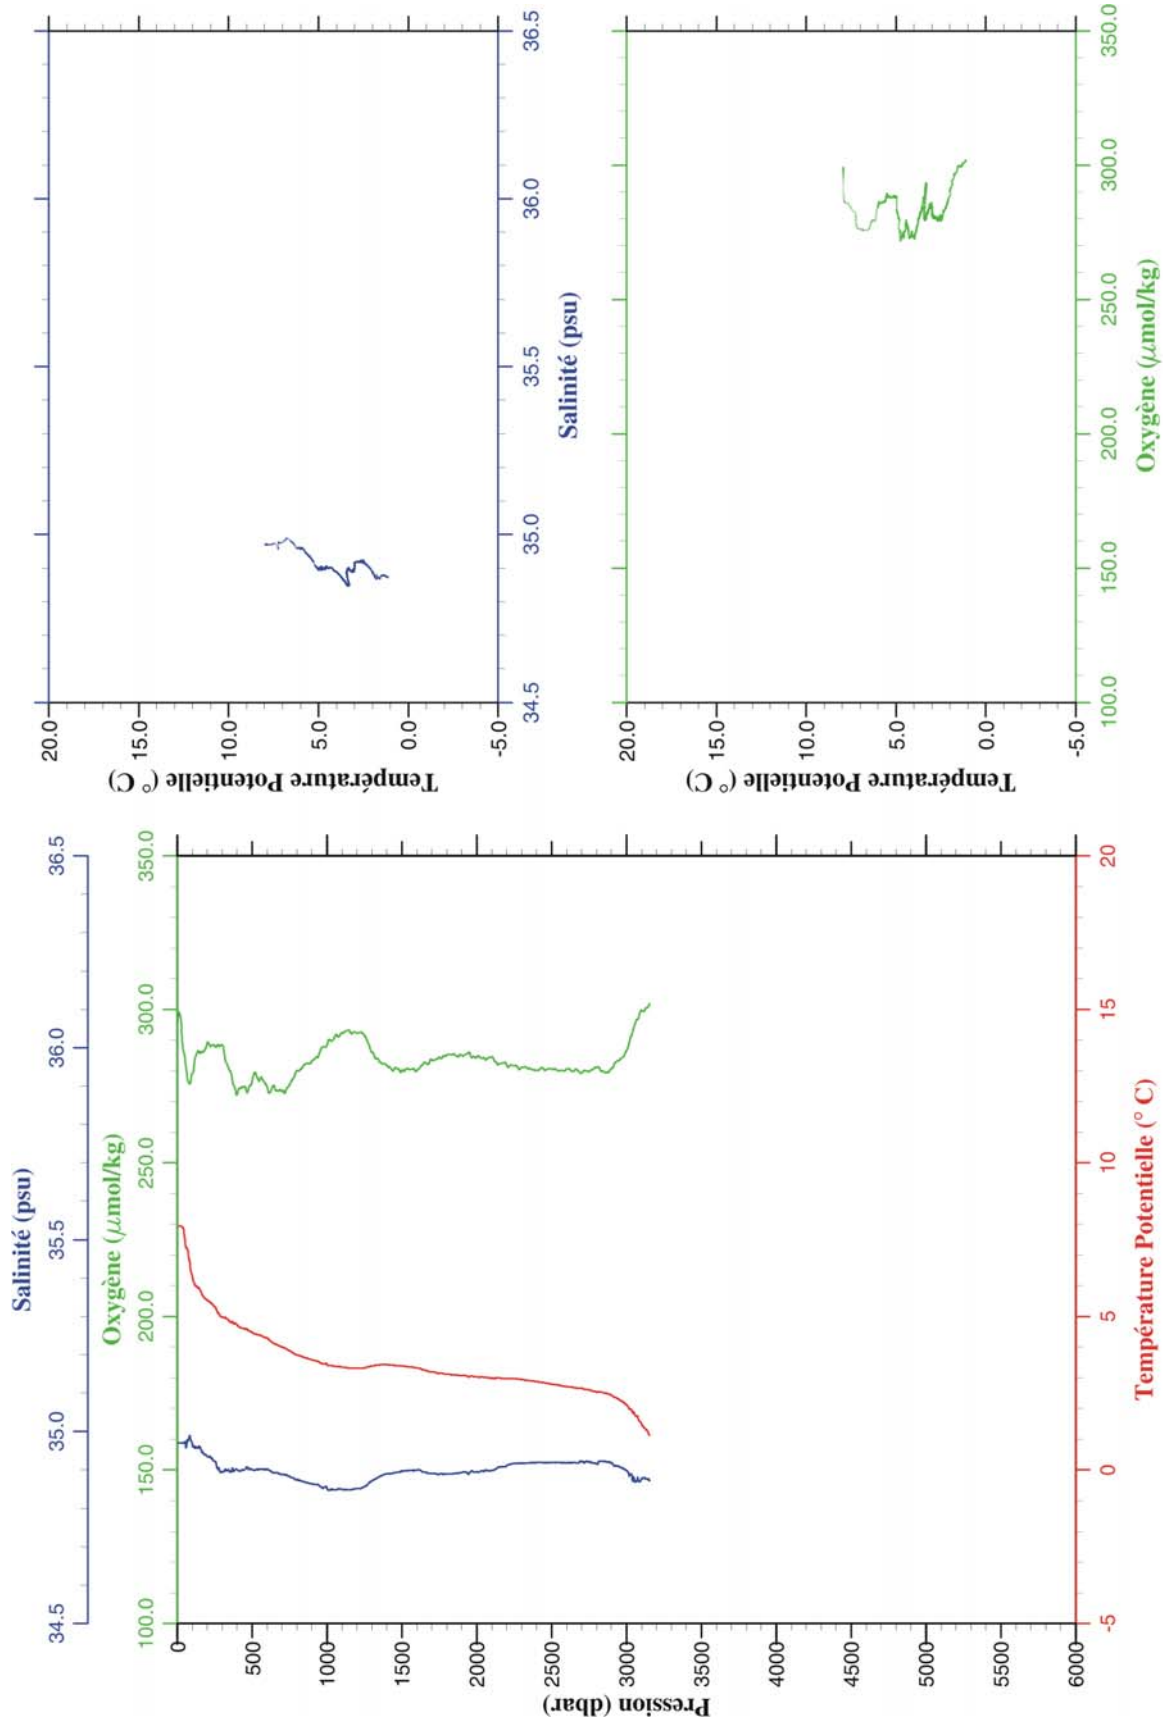 Salinité (psu)
34.5 35.0 35.5 36.0 36.5
Oxygène (μmol/kg)
100.0 150.0 200.0 250.0 300.0 350.0
Pression (dbar)
0
500
1000
1500
2000
2500
3000
3500
4000
4500
5000
5500
6000
-5 0 5 10 15 20
Température Potentielle (° C)
Température Potentielle (° C)
20.0
15.0
10.0
5.0
0.0
-5.0
34.5 35.0 35.5 36.0 36.5
Salinité (psu)
Température Potentielle (° C)
20.0
15.0
10.0
5.0
0.0
-5.0
100.0 150.0 200.0 250.0 300.0 350.0
Oxygène (μmol/kg)